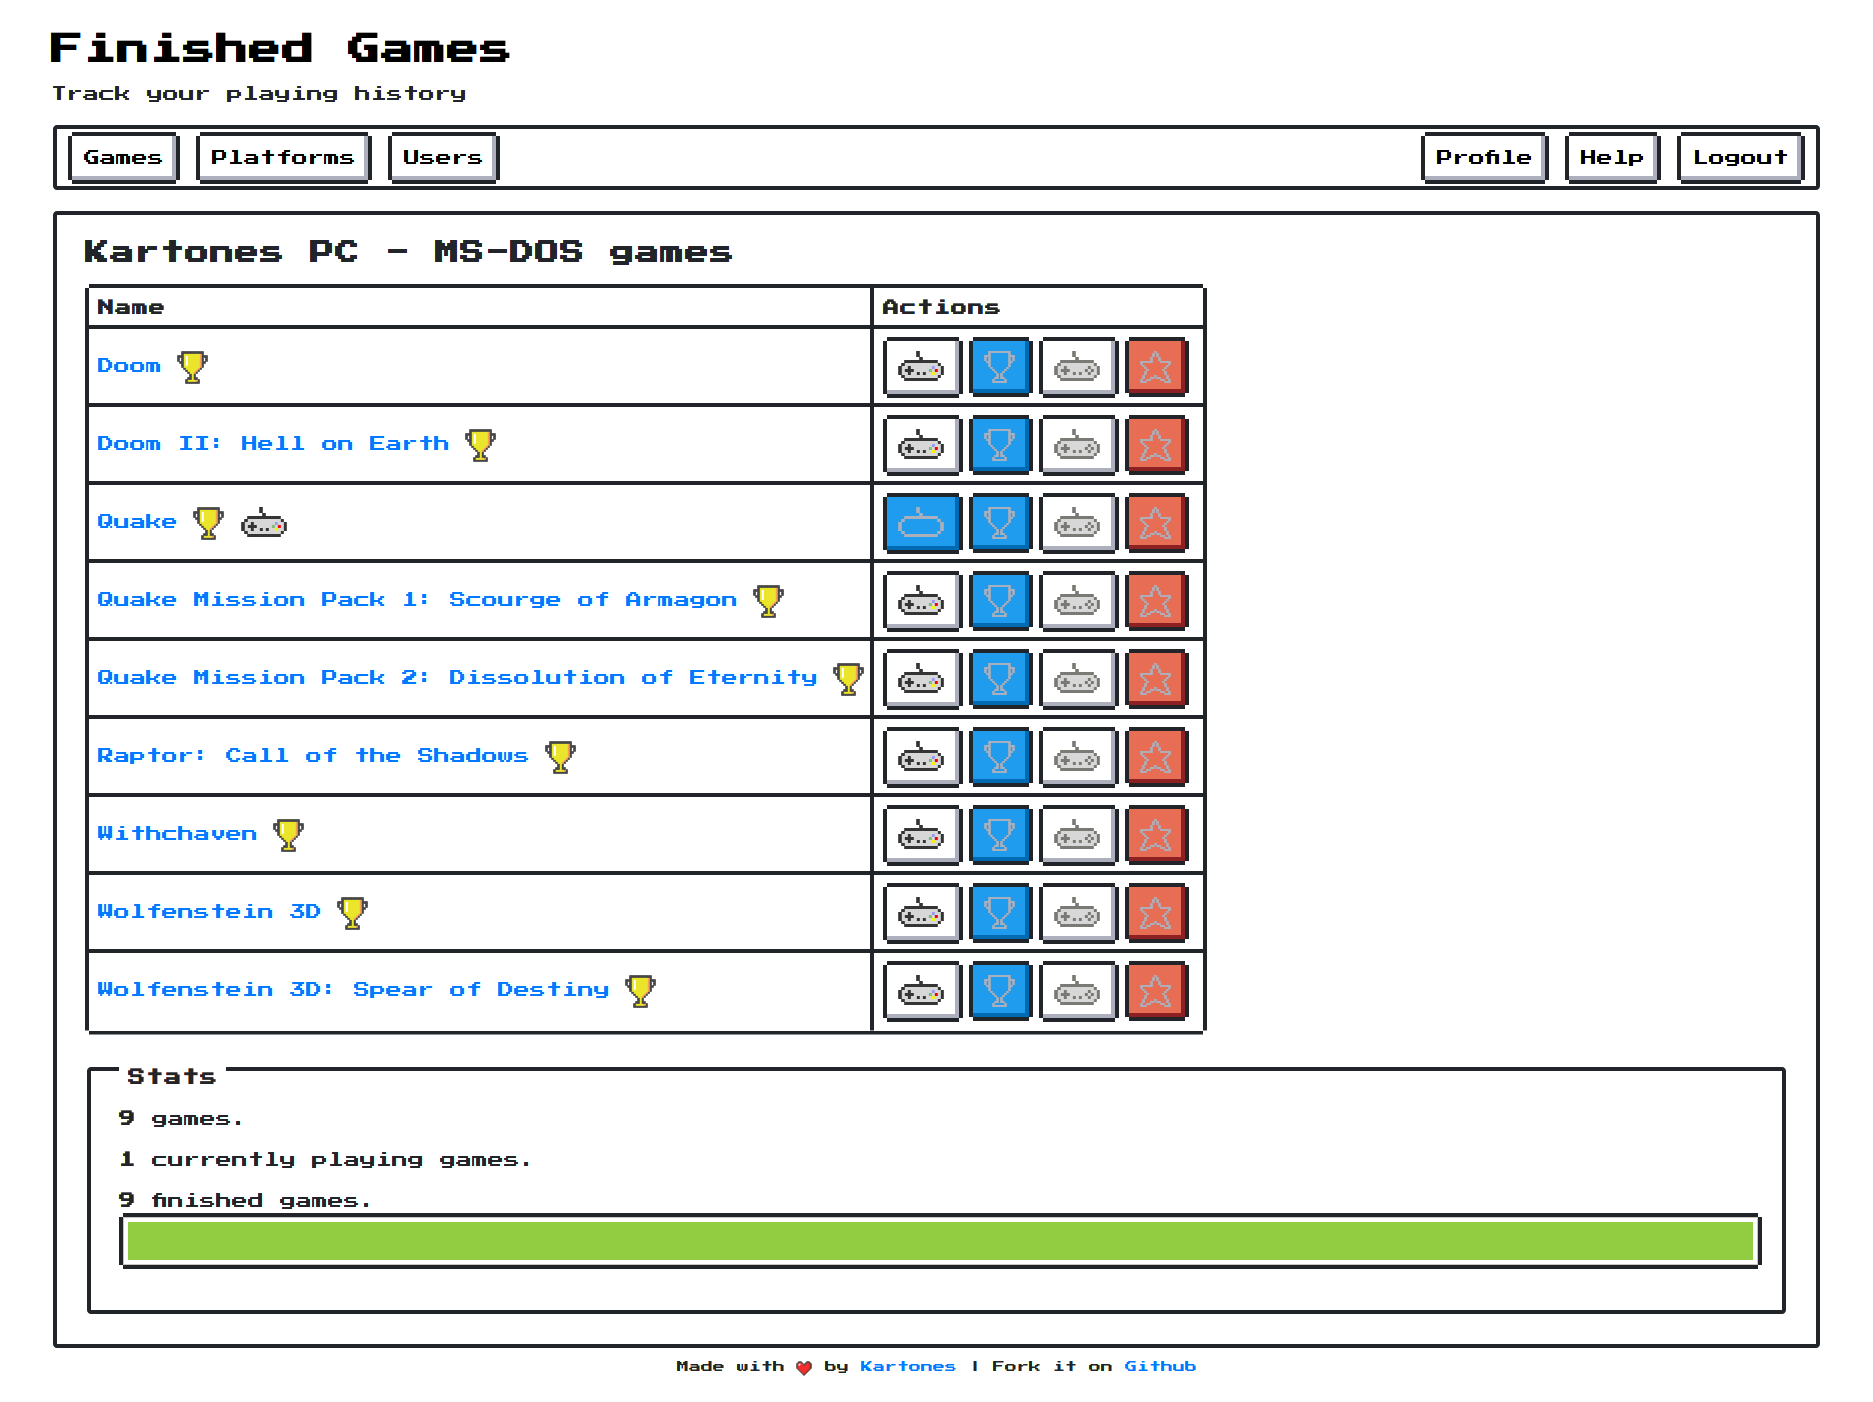 Finished Games
Track your playing history
Games Platforms Users Profile Help Logout
Kartones PC - MS-DOS games
Name Actions
Doom
Doom II: Hell on Earth
Quake
Quake Mission Pack 1: Scourge of Armagon
Quake Mission Pack 2: Dissolution of Eternity
Raptor: Call of the Shadows
Withchaven
Wolfenstein 3D
Wolfenstein 3D: Spear of Destiny
Stats
9 games.
1 currently playing games.
9 finished games.
Made with ❤ by Kartones | Fork it on Github